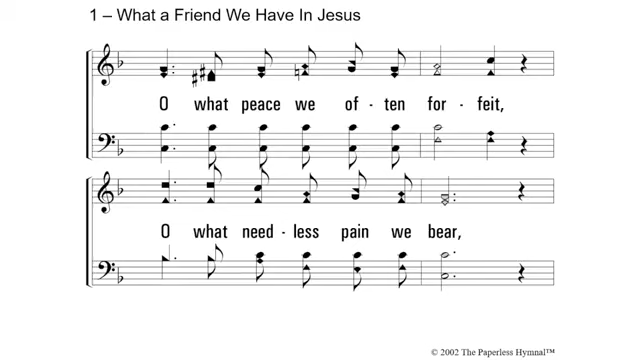 1 – What a Friend We Have In Jesus
O what peace we of - ten for - feit,
O what need - less pain we bear,
© 2002 The Paperless Hymnal™